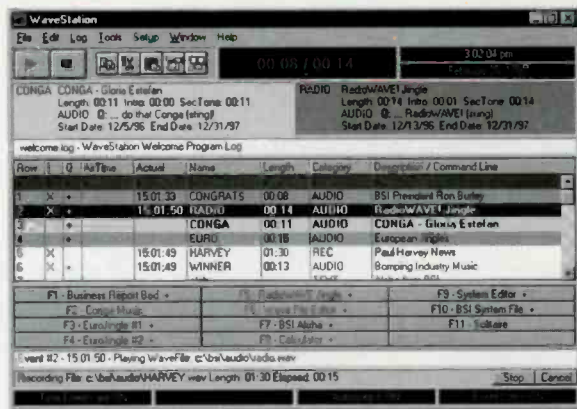 WaveStation
File Edit Log Tools Setup Window Help
00:08 / 00:14
3:02:04 pm
CONGA CONGA - Gloria Estefan
Length: 00:11 Intro: 00:00 SecTone: 00:11
AUDIO Q: ... do that Conga (string)
Start Date: 12/5/96 End Date: 12/31/97
RADIO RadioWAVE! Jingle
Length: 00:14 Intro: 00:01 SecTone: 00:14
AUDIO Q: ... RadioWAVE!
Start Date: 12/13/96 End Date: 12/31/97
welcome.log - WaveStation Welcome Program Log
Row ! Q AirTime Actual Name Length Category Description / Command Line
1 X + 15:01:33 CONGRATS 00:08 AUDIO BSI President Ron Burley
2 X + 15:01:50 RADIO 00:14 AUDIO RadioWAVE! Jingle
3 + CONGA 00:11 AUDIO CONGA - Gloria Estefan
4 + EURO 00:16 AUDIO European Jingles
5 X 15:01:49 HARVEY 01:30 REC Paul Harvey News
6 X + 15:01:49 WINNER 00:13 AUDIO Bumping Industry Music
F1 - Business Report Bed +
F5 - RadioWAVE! Jingle +
F9 - System Editor +
F2 - Conga Music
F10 - BSI System File +
F3 - EuroJingle #1 +
F7 - BSI Aloha +
F11 - Solitaire
F4 - EuroJingle #2 +
F8 - Calculator +
Event #2 - 15:01:50 - Playing WaveFile: c:\bsi\audio\radio.wav
Recording File: c:\bsi\audio\HARVEY.wav Length: 01:30 Elapsed: 00:15 Stop Cancel